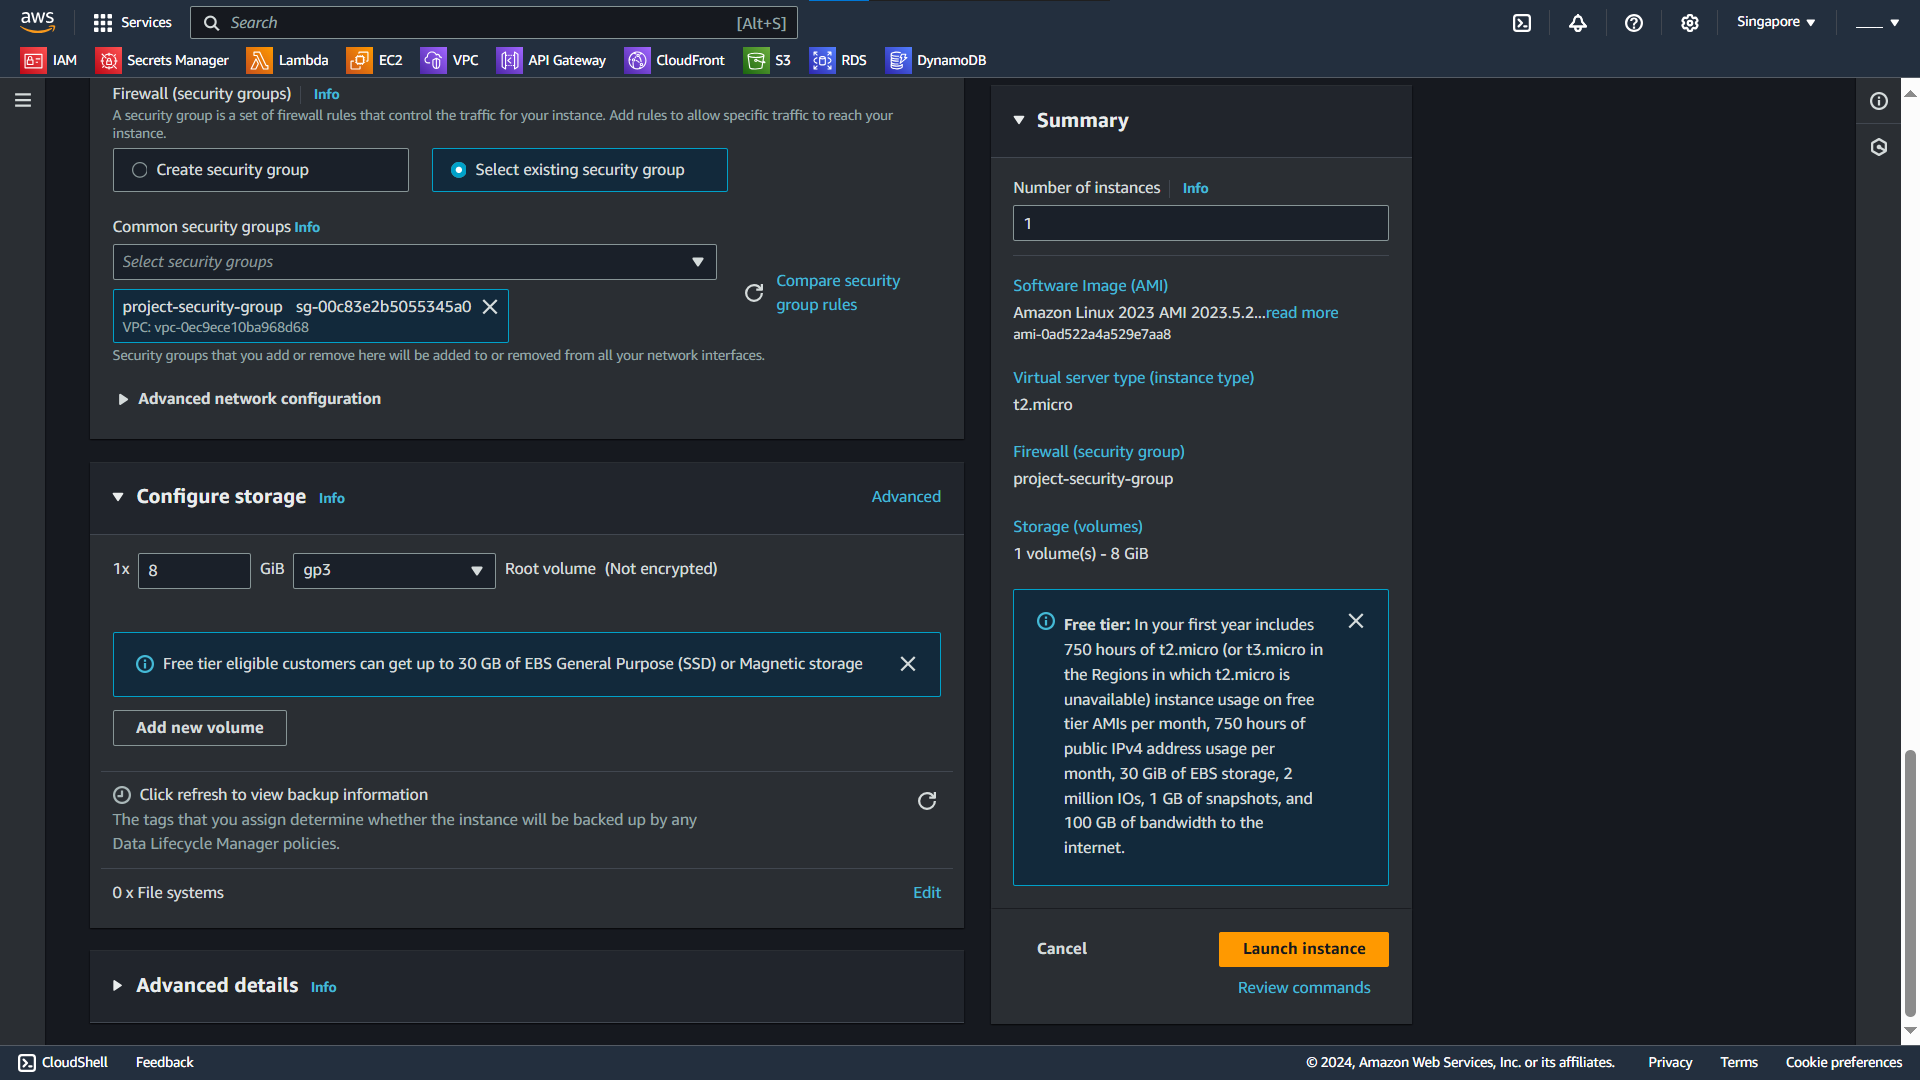 aws
Services
Search
[Alt+S]
Singapore
IAM
Secrets Manager
Lambda
EC2
VPC
API Gateway
CloudFront
S3
RDS
DynamoDB
Firewall (security groups)
Info
A security group is a set of firewall rules that control the traffic for your instance. Add rules to allow specific traffic to reach your
instance.
Create security group
Select existing security group
Common security groups Info
Select security groups
project-security-group sg-00c83e2b5055345a0
VPC: vpc-0ec9ece10ba968d68
Compare security
group rules
Security groups that you add or remove here will be added to or removed from all your network interfaces.
Advanced network configuration
Configure storage Info
Advanced
1x
8
GiB
gp3
Root volume (Not encrypted)
Free tier eligible customers can get up to 30 GB of EBS General Purpose (SSD) or Magnetic storage
Add new volume
Click refresh to view backup information
The tags that you assign determine whether the instance will be backed up by any
Data Lifecycle Manager policies.
0 x File systems
Edit
Advanced details Info
Summary
Number of instances
Info
1
Software Image (AMI)
Amazon Linux 2023 AMI 2023.5.2...read more
ami-0ad522a4a529e7aa8
Virtual server type (instance type)
t2.micro
Firewall (security group)
project-security-group
Storage (volumes)
1 volume(s) - 8 GiB
Free tier: In your first year includes
750 hours of t2.micro (or t3.micro in
the Regions in which t2.micro is
unavailable) instance usage on free
tier AMIs per month, 750 hours of
public IPv4 address usage per
month, 30 GiB of EBS storage, 2
million IOs, 1 GB of snapshots, and
100 GB of bandwidth to the
internet.
Cancel
Launch instance
Review commands
CloudShell
Feedback
© 2024, Amazon Web Services, Inc. or its affiliates.
Privacy
Terms
Cookie preferences